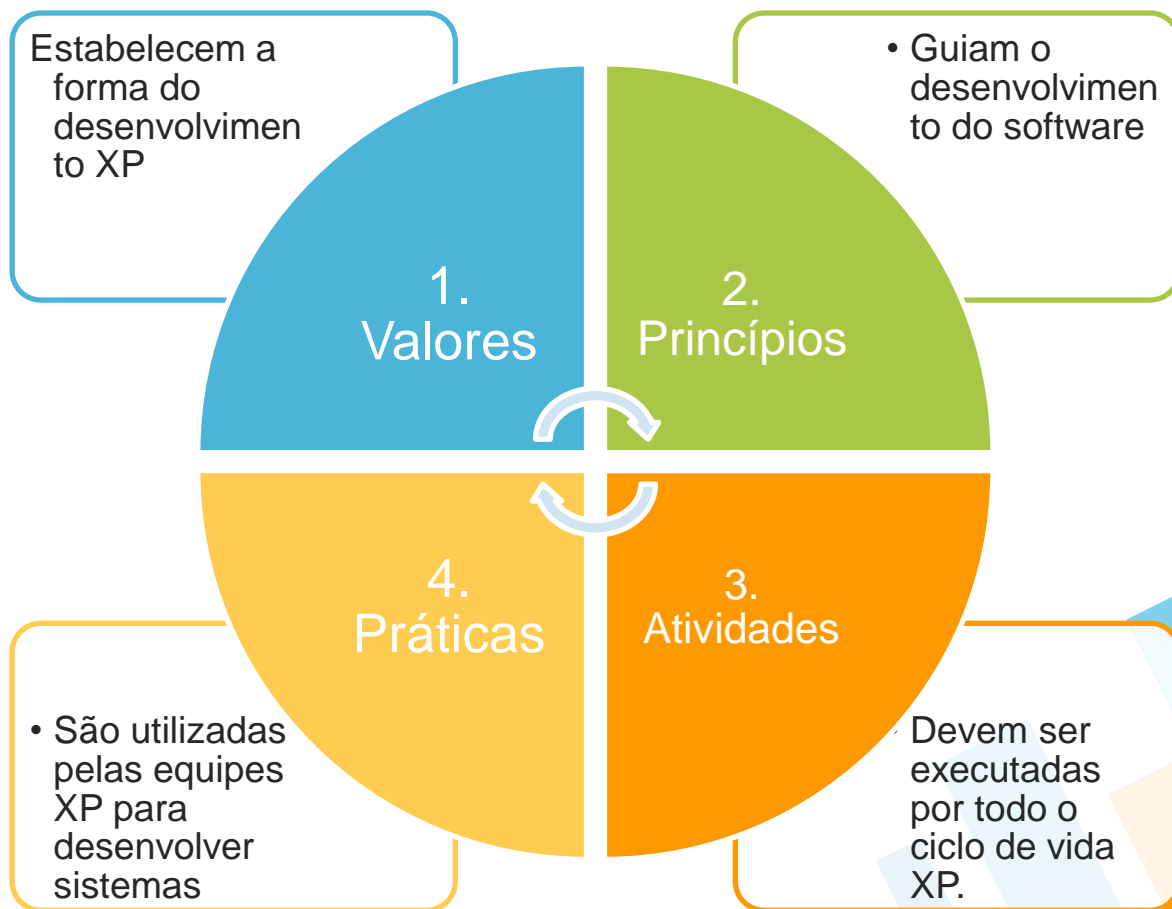 Estabelecem a
forma do
desenvolvimen
to XP
• Guiam o
desenvolvimen
to do software
1.
Valores
2.
Princípios
4.
Práticas
3.
Atividades
• São utilizadas
pelas equipes
XP para
desenvolver
sistemas
• Devem ser
executadas
por todo o
ciclo de vida
XP.